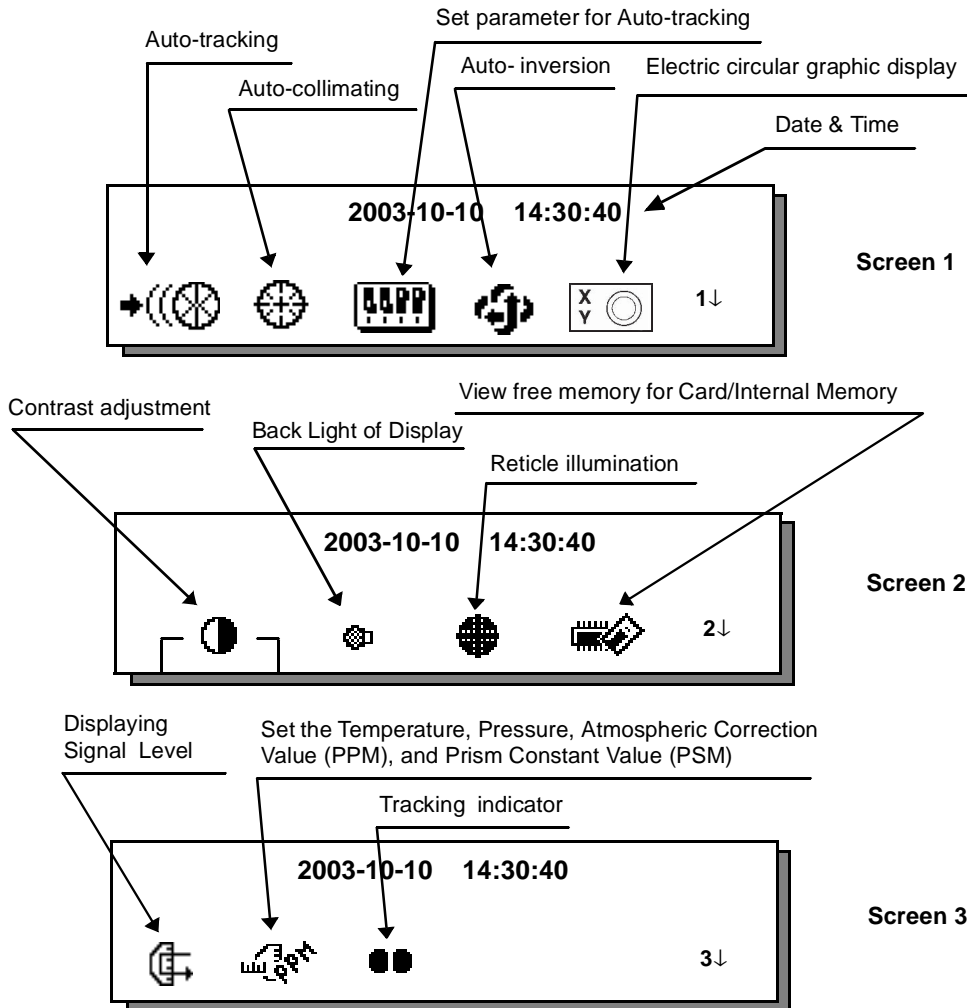 Set parameter for Auto-tracking
Auto-tracking
Auto- inversion
Electric circular graphic display
Auto-collimating
Date & Time
2003-10-10 14:30:40
Screen 1
X
Y
1↓
View free memory for Card/Internal Memory
Contrast adjustment
Back Light of Display
Reticle illumination
2003-10-10 14:30:40
Screen 2
2↓
Displaying
Signal Level
Set the Temperature, Pressure, Atmospheric Correction
Value (PPM), and Prism Constant Value (PSM)
Tracking indicator
2003-10-10 14:30:40
Screen 3
PPM
3↓